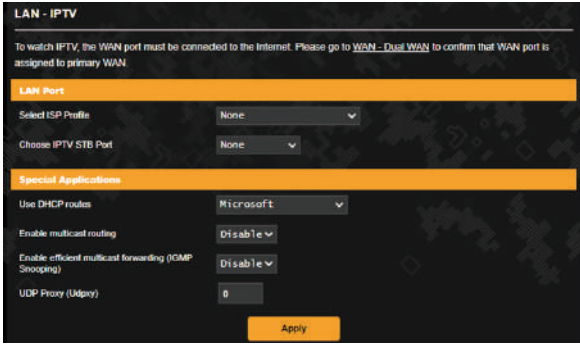 LAN - IPTV
To watch IPTV, the WAN port must be connected to the Internet. Please go to WAN - Dual WAN to confirm that WAN port is
assigned to primary WAN.
LAN Port
Select ISP Profile None
Choose IPTV STB Port None
Special Applications
Use DHCP routes Microsoft
Enable multicast routing Disable
Enable efficient multicast forwarding (IGMP
Snooping) Disable
UDP Proxy (Udpxy) 0
Apply